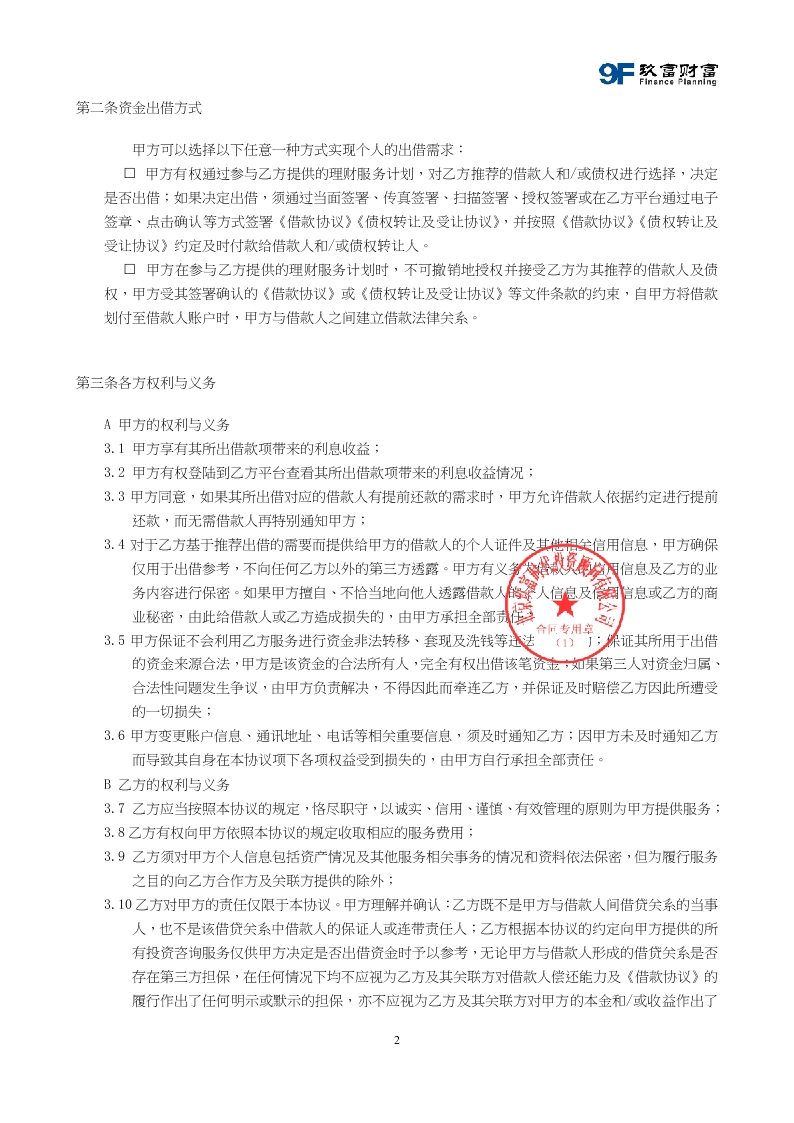 9F 玖富财富
Finance Planning
第二条资金出借方式
甲方可以选择以下任意一种方式实现个人的出借需求：
□ 甲方有权通过参与乙方提供的理财服务计划，对乙方推荐的借款人和/或债权进行选择，决定
是否出借；如果决定出借，须通过当面签署、传真签署、扫描签署、授权签署或在乙方平台通过电子
签章、点击确认等方式签署《借款协议》《债权转让及受让协议》，并按照《借款协议》《债权转让及
受让协议》约定及时付款给借款人和/或债权转让人。
□ 甲方在参与乙方提供的理财服务计划时，不可撤销地授权并接受乙方为其推荐的借款人及债
权，甲方受其签署确认的《借款协议》或《债权转让及受让协议》等文件条款的约束，自甲方将借款
划付至借款人账户时，甲方与借款人之间建立借款法律关系。
第三条各方权利与义务
A 甲方的权利与义务
3.1 甲方享有其所出借款项带来的利息收益；
3.2 甲方有权登陆到乙方平台查看其所出借款项带来的利息收益情况；
3.3 甲方同意，如果其所出借对应的借款人有提前还款的需求时，甲方允许借款人依据约定进行提前
还款，而无需借款人再特别通知甲方；
3.4 对于乙方基于推荐出借的需要而提供给甲方的借款人的个人证件及其他相关信用信息，甲方确保
仅用于出借参考，不向任何乙方以外的第三方透露。甲方有义务为借款人的信用信息及乙方的业
务内容进行保密。如果甲方擅自、不恰当地向他人透露借款人的个人信息及信用信息或乙方的商
业秘密，由此给借款人或乙方造成损失的，由甲方承担全部责任；
3.5 甲方保证不会利用乙方服务进行资金非法转移、套现及洗钱等违法 ；保证其所用于出借
的资金来源合法，甲方是该资金的合法所有人，完全有权出借该笔资金；如果第三人对资金归属、
合法性问题发生争议，由甲方负责解决，不得因此而牵连乙方，并保证及时赔偿乙方因此所遭受
的一切损失；
3.6 甲方变更账户信息、通讯地址、电话等相关重要信息，须及时通知乙方；因甲方未及时通知乙方
而导致其自身在本协议项下各项权益受到损失的，由甲方自行承担全部责任。
B 乙方的权利与义务
3.7 乙方应当按照本协议的规定，恪尽职守，以诚实、信用、谨慎、有效管理的原则为甲方提供服务；
3.8 乙方有权向甲方依照本协议的规定收取相应的服务费用；
3.9 乙方须对甲方个人信息包括资产情况及其他服务相关事务的情况和资料依法保密，但为履行服务
之目的向乙方合作方及关联方提供的除外；
3.10 乙方对甲方的责任仅限于本协议。甲方理解并确认：乙方既不是甲方与借款人间借贷关系的当事
人，也不是该借贷关系中借款人的保证人或连带责任人；乙方根据本协议的约定向甲方提供的所
有投资咨询服务仅供甲方决定是否出借资金时予以参考，无论甲方与借款人形成的借贷关系是否
存在第三方担保，在任何情况下均不应视为乙方及其关联方对借款人偿还能力及《借款协议》的
履行作出了任何明示或默示的担保，亦不应视为乙方及其关联方对甲方的本金和/或收益作出了
合同专用章
（1）
2